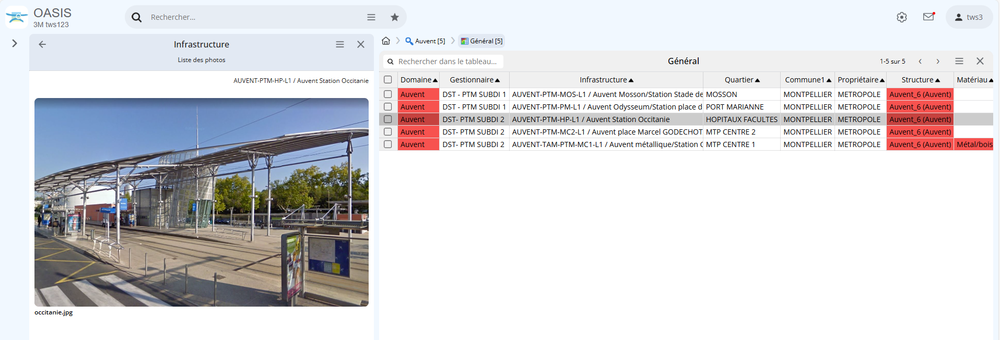 OASIS
3M tws123
Rechercher...
tws3
Infrastructure
Liste des photos
AUVENT-PTM-HP-L1 / Auvent Station Occitanie
occitanie.jpg
Auvent [5]
Général [5]
Rechercher dans le tableau...
Général
1-5 sur 5
Domaine Gestionnaire Infrastructure Quartier Commune1 Propriétaire Structure Matériau
Auvent DST - PTM SUBDI 1 AUVENT-PTM-MOS-L1 / Auvent Mosson/Station Stade de MOSSON MONTPELLIER METROPOLE Auvent_6 (Auvent)
Auvent DST - PTM SUBDI 1 AUVENT-PTM-PM-L1 / Auvent Odysseum/Station place d PORT MARIANNE MONTPELLIER METROPOLE Auvent_6 (Auvent)
Auvent DST- PTM SUBDI 2 AUVENT-PTM-HP-L1 / Auvent Station Occitanie HOPITAUX FACULTES MONTPELLIER METROPOLE Auvent_6 (Auvent)
Auvent DST- PTM SUBDI 2 AUVENT-PTM-MC2-L1 / Auvent place Marcel GODECHOT MTP CENTRE 2 MONTPELLIER METROPOLE Auvent_6 (Auvent)
Auvent DST- PTM SUBDI 2 AUVENT-TAM-PTM-MC1-L1 / Auvent métallique/Station MTP CENTRE 1 MONTPELLIER METROPOLE Auvent_6 (Auvent) Métal/bois